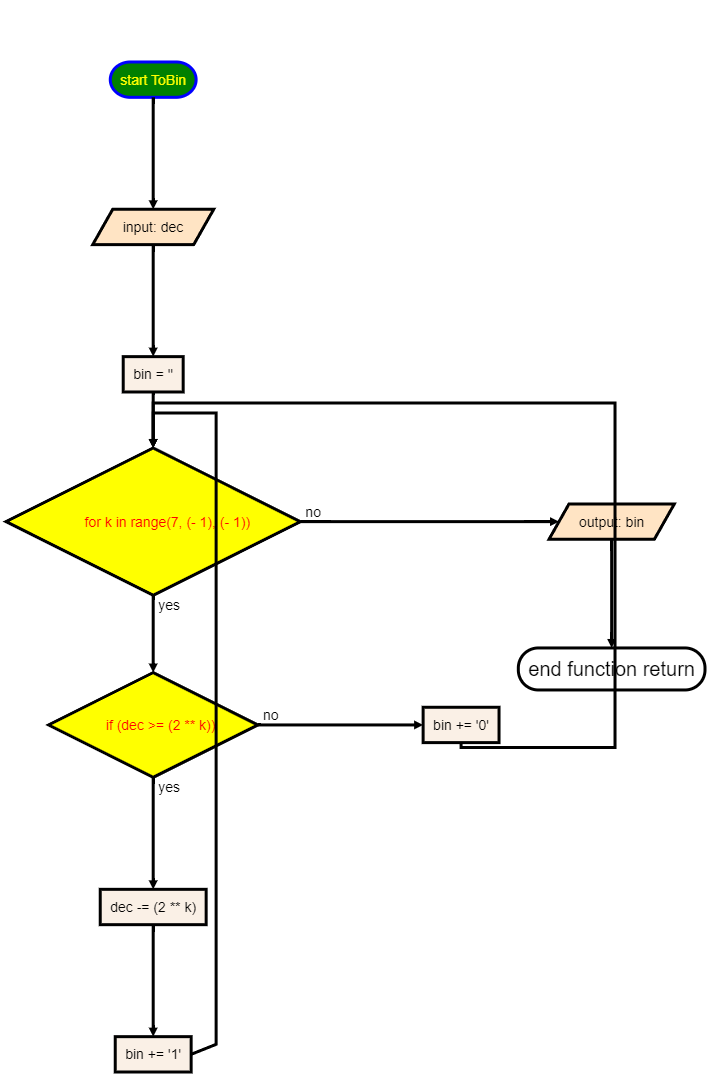 start ToBin
input: dec
bin = ''
for k in range(7, (- 1), (- 1))
no
output: bin
yes
end function return
if (dec >= (2 ** k))
no
bin += '0'
yes
dec -= (2 ** k)
bin += '1'